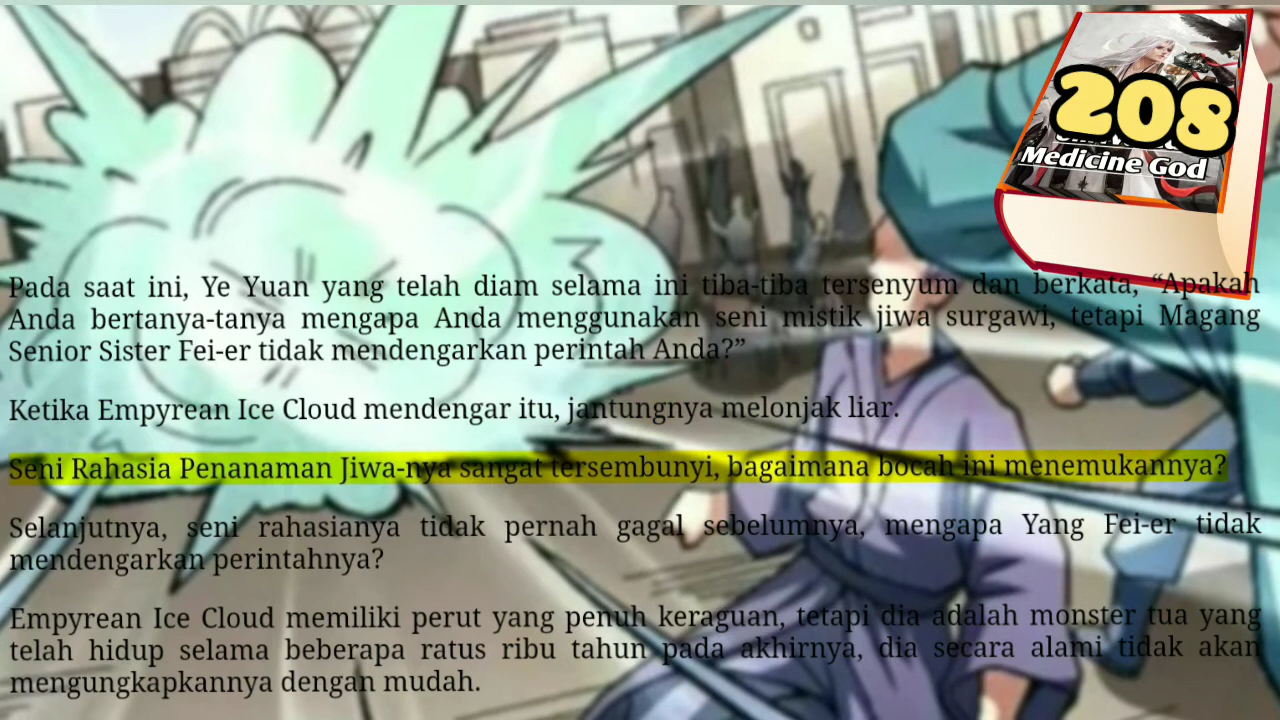 208
Medicine God
Pada saat ini, Ye Yuan yang telah diam selama ini tiba-tiba tersenyum dan berkata, “Apakah
Anda bertanya-tanya mengapa Anda menggunakan seni mistik jiwa surgawi, tetapi Magang
Senior Sister Fei-er tidak mendengarkan perintah Anda?”
Ketika Empyrean Ice Cloud mendengar itu, jantungnya melonjak liar.
Seni Rahasia Penanaman Jiwa-nya sangat tersembunyi, bagaimana bocah ini menemukannya?
Selanjutnya, seni rahasianya tidak pernah gagal sebelumnya, mengapa Yang Fei-er tidak
mendengarkan perintahnya?
Empyrean Ice Cloud memiliki perut yang penuh keraguan, tetapi dia adalah monster tua yang
telah hidup selama beberapa ratus ribu tahun pada akhirnya, dia secara alami tidak akan
mengungkapkannya dengan mudah.